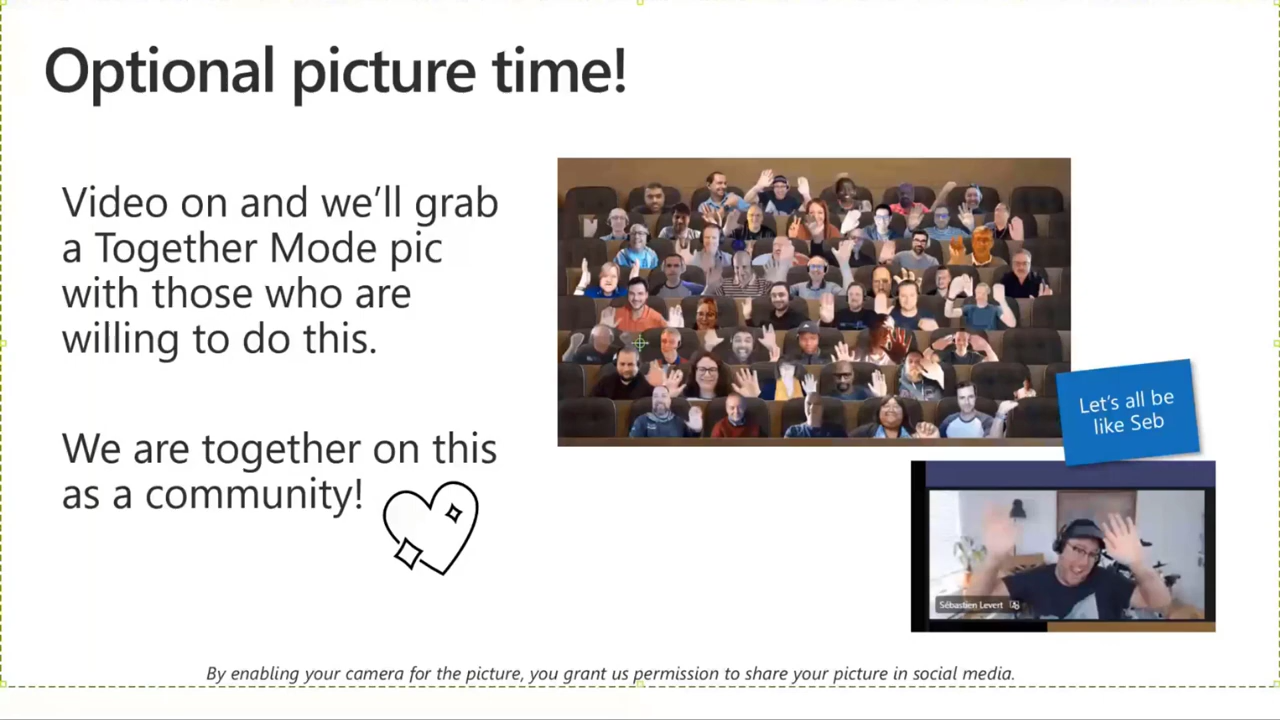 Optional picture time!
Video on and we’ll grab
a Together Mode pic
with those who are
willing to do this.
We are together on this
as a community!
Let’s all be
like Seb
Sébastien Levert
By enabling your camera for the picture, you grant us permission to share your picture in social media.